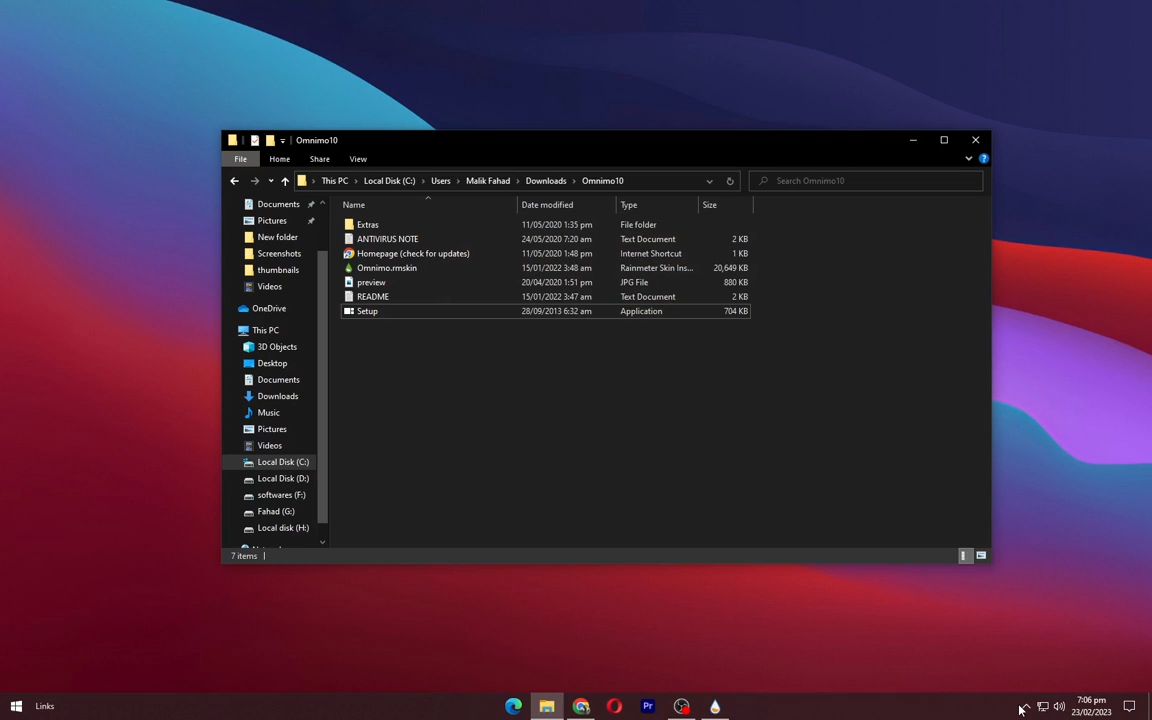 Omnimo10
File Home Share View
This PC Local Disk (C:) Users Malik Fahad Downloads Omnimo10 Search Omnimo10
Name Date modified Type Size
Documents
Pictures
New folder
Screenshots
thumbnails
Videos
OneDrive
This PC
3D Objects
Desktop
Documents
Downloads
Music
Pictures
Videos
Local Disk (C:)
Local Disk (D:)
softwares (F:)
Fahad (G:)
Local disk (H:)
Extras 11/05/2020 1:35 pm File folder
ANTIVIRUS NOTE 24/05/2020 7:20 am Text Document 2 KB
Homepage (check for updates) 11/05/2020 1:48 pm Internet Shortcut 1 KB
Omnimo.rmskin 15/01/2022 3:48 am Rainmeter Skin Ins... 20,649 KB
preview 20/04/2020 1:51 pm JPG File 880 KB
README 15/01/2022 3:47 am Text Document 2 KB
Setup 28/09/2013 6:32 am Application 704 KB
7 items
Links
Pr
7:06 pm
23/02/2023